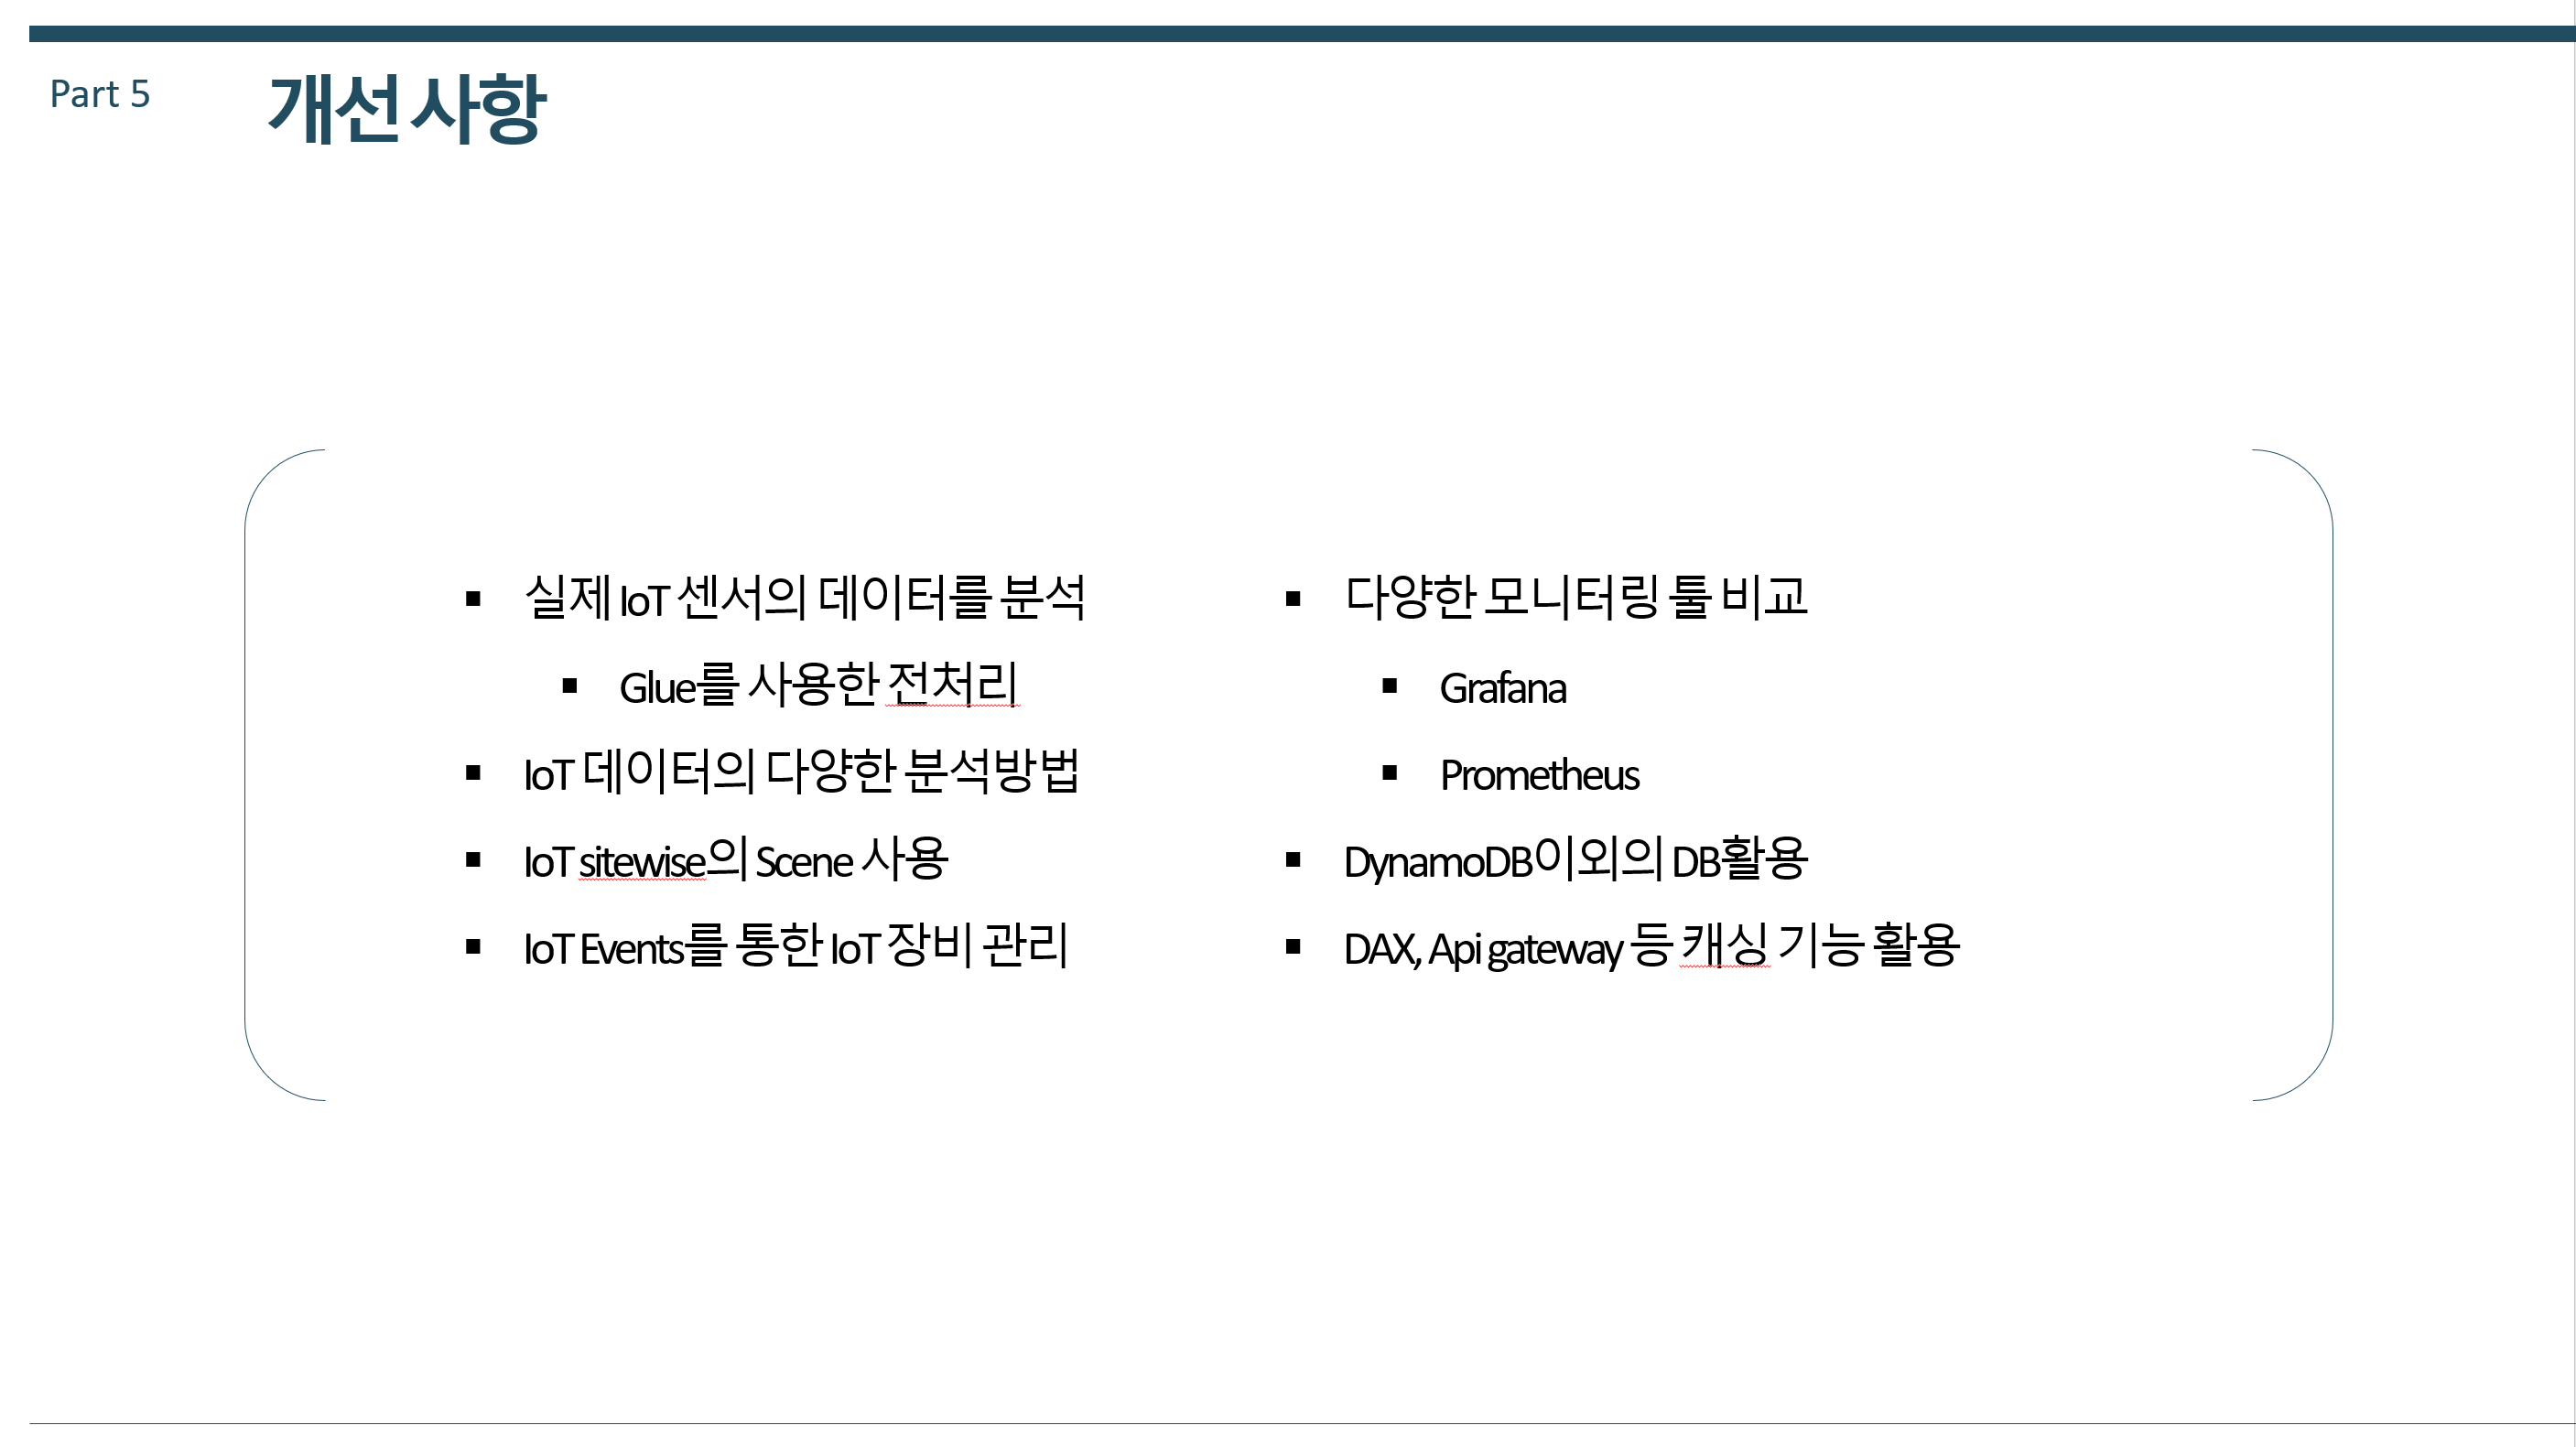 Part 5
개선 사항
실제 IoT 센서의 데이터를 분석
Glue를 사용한 전처리
IoT 데이터의 다양한 분석방법
IoT sitewise의 Scene 사용
IoT Events를 통한 IoT 장비 관리
다양한 모니터링 툴 비교
Grafana
Prometheus
DynamoDB이외의 DB활용
DAX, Api gateway 등 캐싱 기능 활용